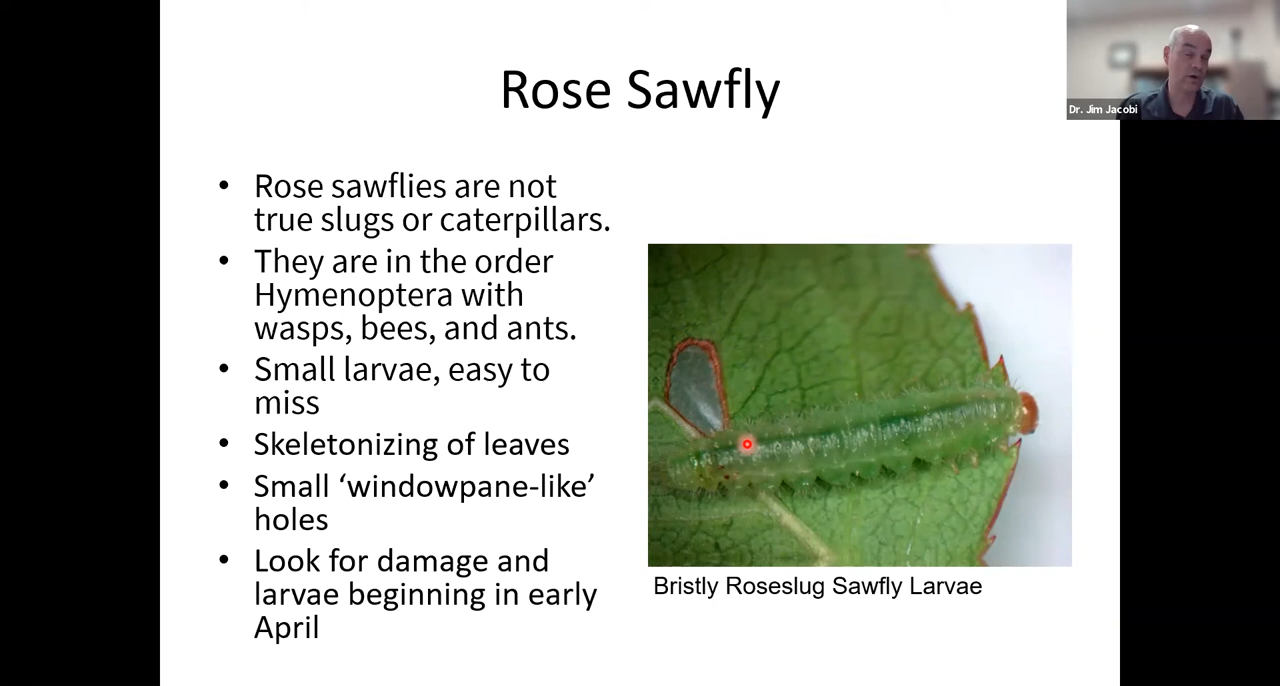 Rose Sawfly
Dr. Jim Jacobi
• Rose sawflies are not
true slugs or caterpillars.
• They are in the order
Hymenoptera with
wasps, bees, and ants.
• Small larvae, easy to
miss
• Skeletonizing of leaves
• Small ‘windowpane-like’
holes
• Look for damage and
larvae beginning in early
April
Bristly Roseslug Sawfly Larvae